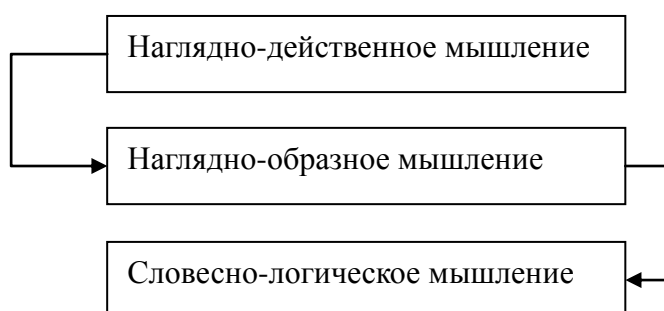 Наглядно-действенное мышление
Наглядно-образное мышление
Словесно-логическое мышление